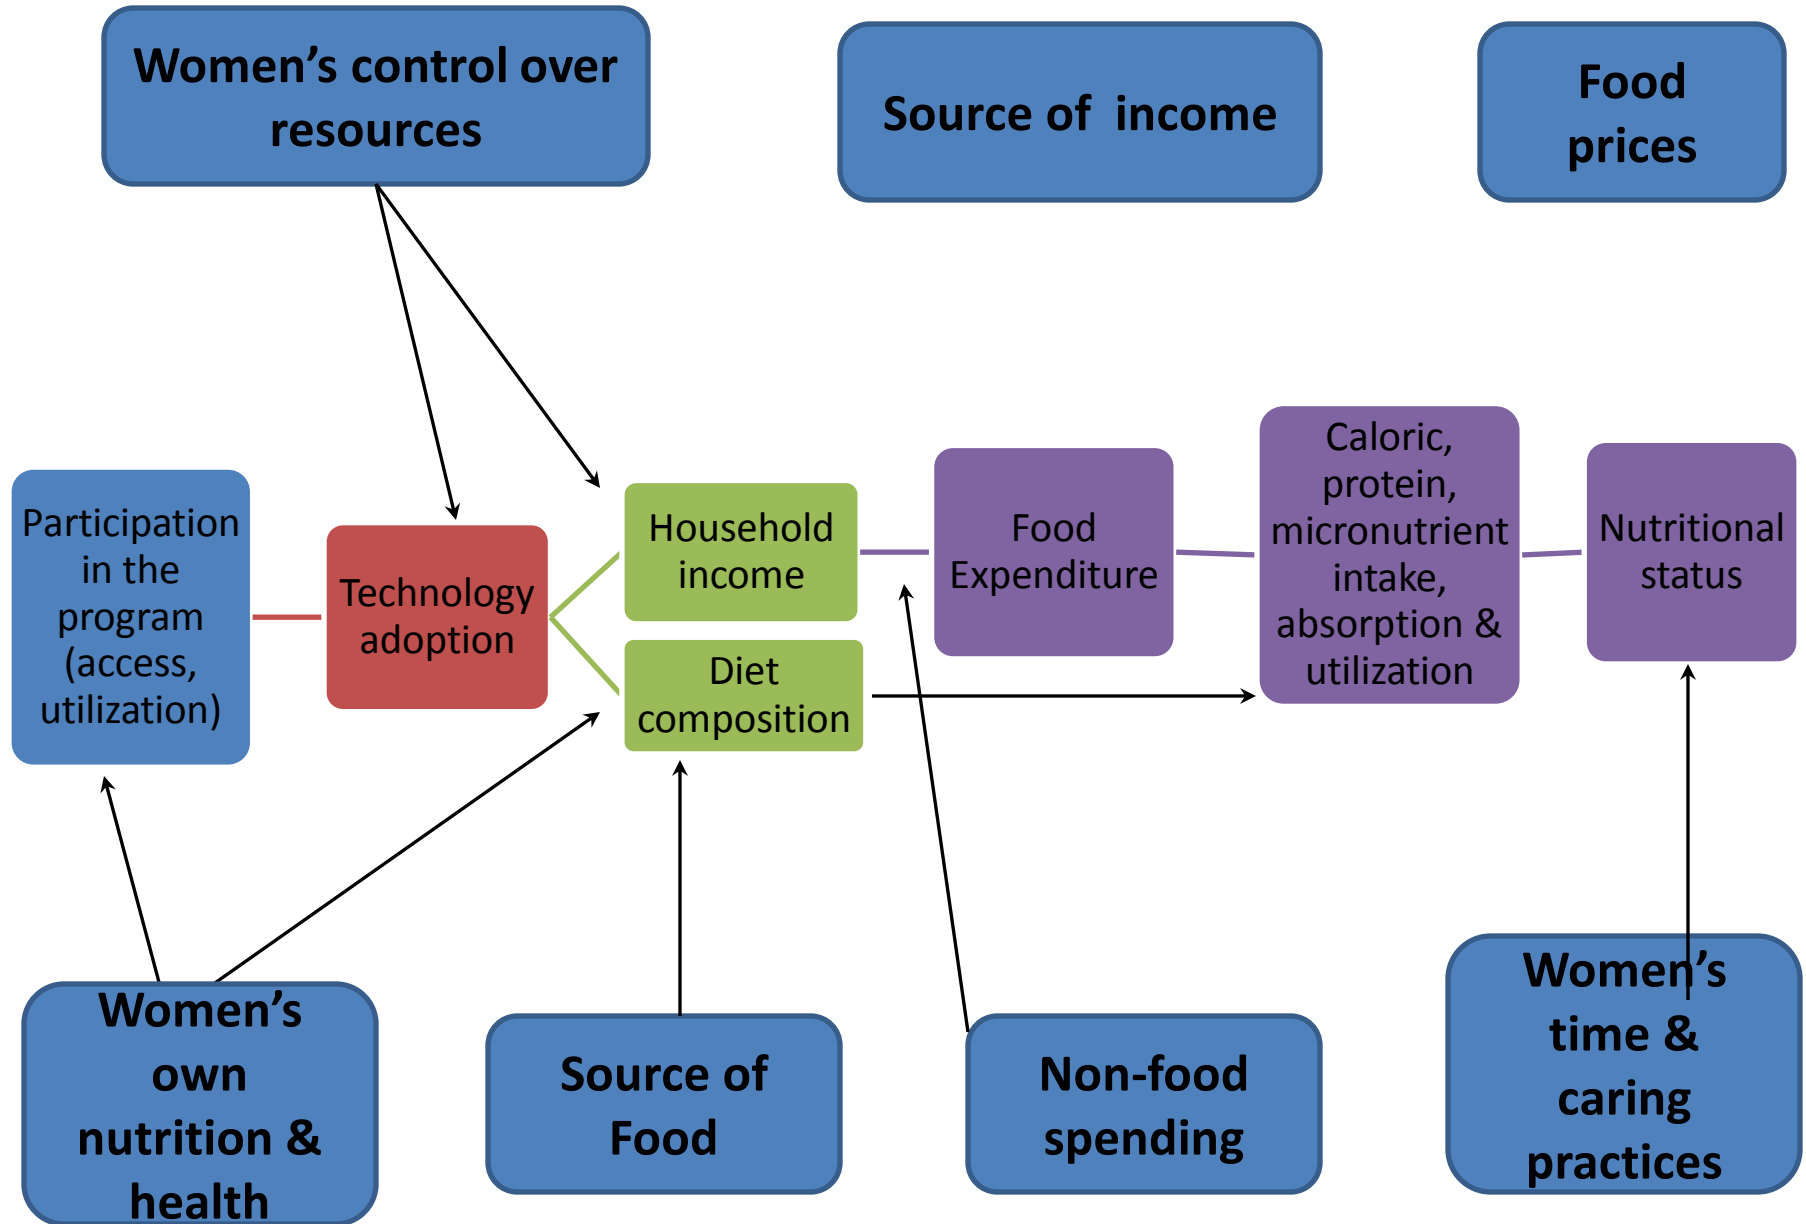 Women’s control over
resources
Source of  income
Food
prices
Participation
in the
program
(access,
utilization)
Technology
adoption
Household
income
Diet
composition
Food
Expenditure
Caloric,
protein,
micronutrient
intake,
absorption &
utilization
Nutritional
status
Women’s
own
nutrition &
health
Source of
Food
Non-food
spending
Women’s
time &
caring
practices